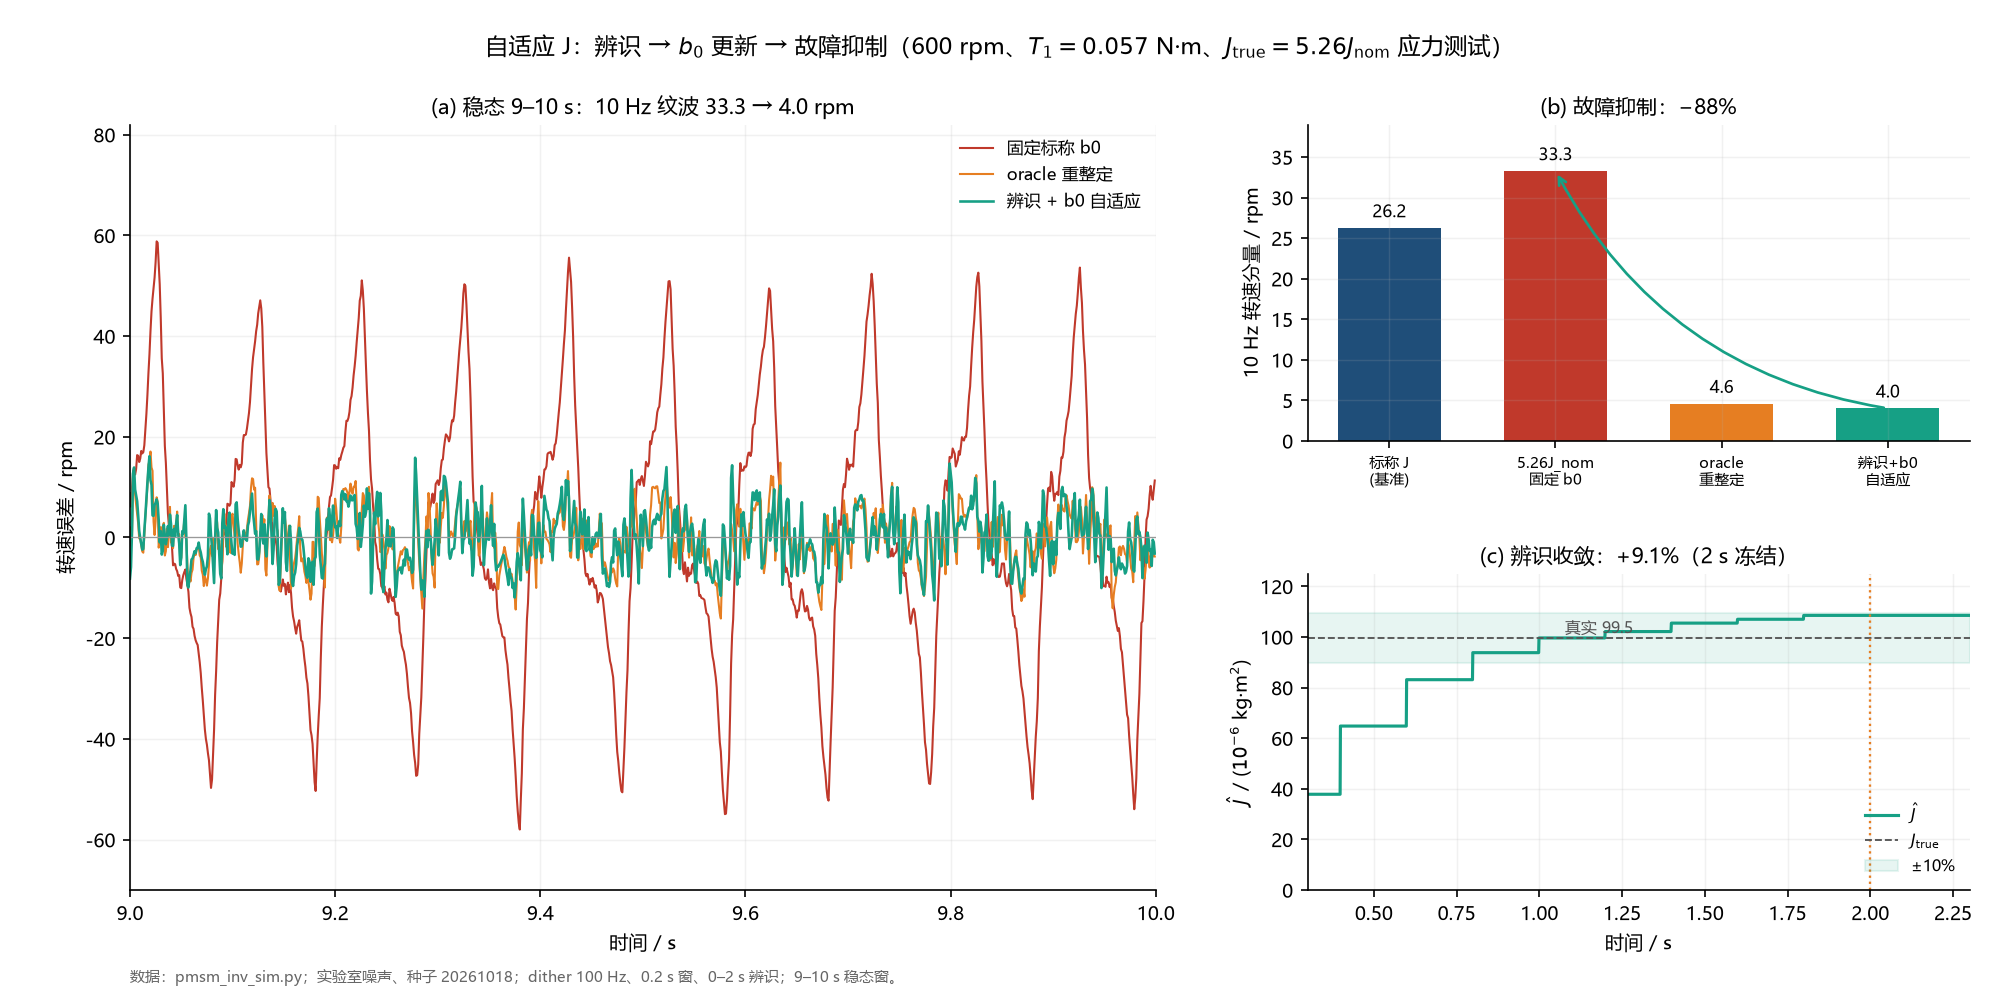 自适应 J：辨识 → b₀ 更新 → 故障抑制（600 rpm、T₁ = 0.057 N·m、J_true = 5.26J_nom 应力测试）
(a) 稳态 9–10 s：10 Hz 纹波 33.3 → 4.0 rpm
转速误差 / rpm
80
60
40
20
0
-20
-40
-60
固定标称 b0
oracle 重整定
辨识 + b0 自适应
9.0
9.2
9.4
9.6
9.8
10.0
时间 / s
(b) 故障抑制：−88%
10 Hz 转速分量 / rpm
35
30
25
20
15
10
5
0
26.2
33.3
4.6
4.0
标称 J
(基准)
5.26J_nom
固定 b0
oracle
重整定
辨识+b0
自适应
(c) 辨识收敛：+9.1%（2 s 冻结）
Ĵ / (10⁻⁶ kg·m²)
120
100
80
60
40
20
0
真实 99.5
Ĵ
J_true
±10%
0.50
0.75
1.00
1.25
1.50
1.75
2.00
2.25
时间 / s
数据：pmsm_inv_sim.py；实验室噪声、种子 20261018；dither 100 Hz、0.2 s 窗、0–2 s 辨识；9–10 s 稳态窗。